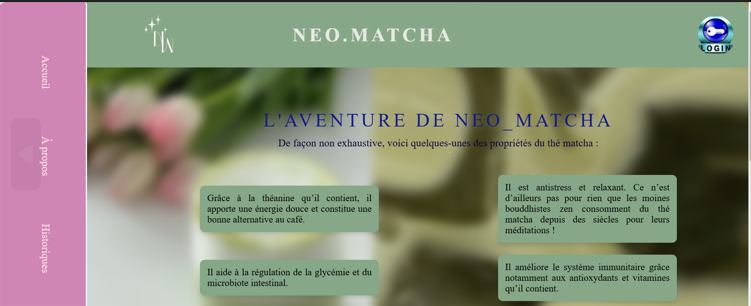 NEO.MATCHA
LOGIN
Accueil
À propos
Historiques
L'AVENTURE DE NEO_MATCHA
De façon non exhaustive, voici quelques-unes des propriétés du thé matcha :
Grâce à la théanine qu'il contient, il
apporte une énergie douce et constitue une
bonne alternative au café.
Il est antistress et relaxant. Ce n'est
d'ailleurs pas pour rien que les moines
bouddhistes zen consomment du thé
matcha depuis des siècles pour leurs
méditations !
Il aide à la régulation de la glycémie et du
microbiote intestinal.
Il améliore le système immunitaire grâce
notamment aux antioxydants et vitamines
qu'il contient.